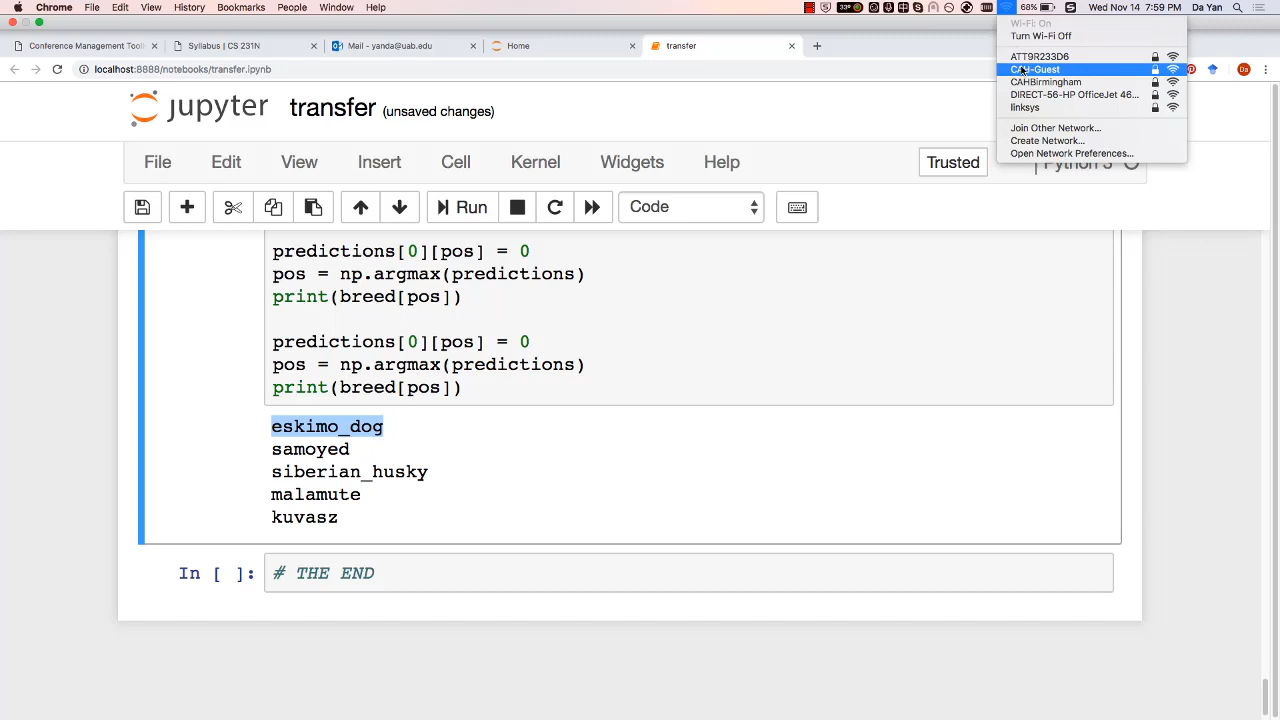 Chrome File Edit View History Bookmarks People Window Help 33° 68% Wed Nov 14 7:59 PM Da Yan
Wi-Fi: On
Turn Wi-Fi Off
ATT9R233D6
CAH-Guest
CAHBirmingham
DIRECT-56-HP OfficeJet 46...
linksys
Join Other Network...
Create Network...
Open Network Preferences...
Conference Management Tool Syllabus | CS 231N Mail - yanda@uab.edu Home transfer
localhost:8888/notebooks/transfer.ipynb Da
jupyter transfer (unsaved changes)
File Edit View Insert Cell Kernel Widgets Help Trusted Python 3
Run Code
predictions[0][pos] = 0
pos = np.argmax(predictions)
print(breed[pos])
predictions[0][pos] = 0
pos = np.argmax(predictions)
print(breed[pos])
eskimo_dog
samoyed
siberian_husky
malamute
kuvasz
In [ ]: # THE END